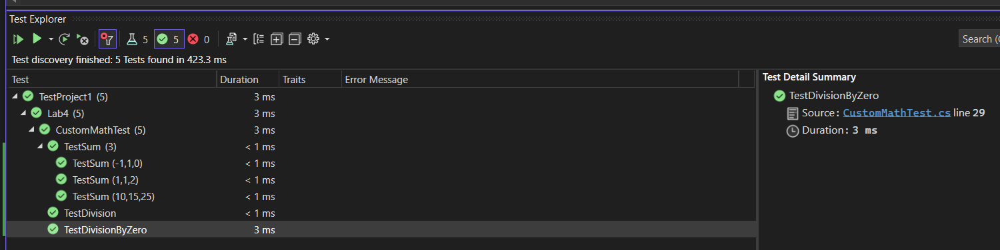 Test Explorer
5 5 0
Search (
Test discovery finished: 5 Tests found in 423.3 ms
Test Duration Traits Error Message
TestProject1 (5) 3 ms
Lab4 (5) 3 ms
CustomMathTest (5) 3 ms
TestSum (3) < 1 ms
TestSum (-1,1,0) < 1 ms
TestSum (1,1,2) < 1 ms
TestSum (10,15,25) < 1 ms
TestDivision < 1 ms
TestDivisionByZero 3 ms
Test Detail Summary
TestDivisionByZero
Source: CustomMathTest.cs line 29
Duration: 3 ms